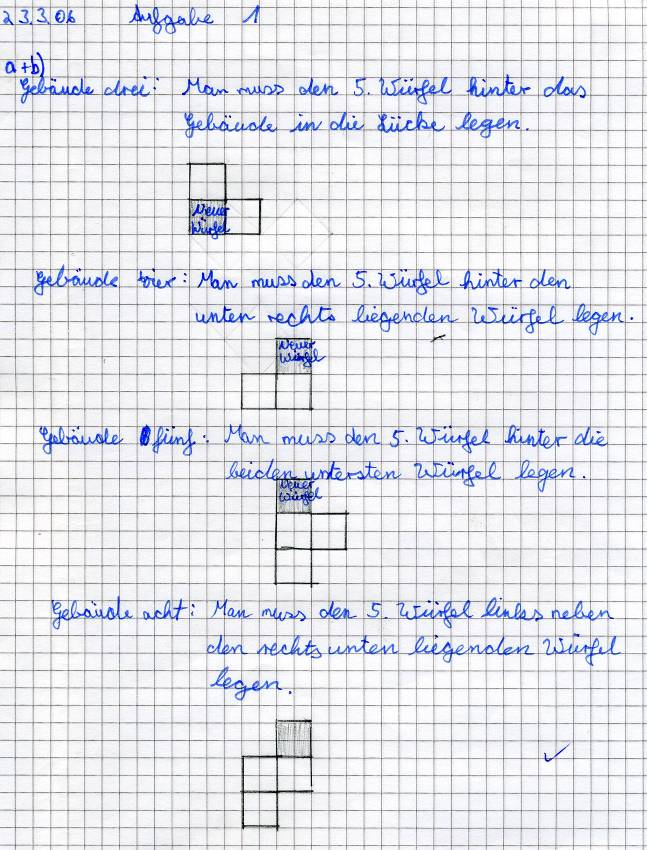 23.3.06 Aufgabe 1
a+b)
Gebäude drei: Man muss den 5. Würfel hinter das
Gebäude in die Lücke legen.
Neuer
Würfel
Gebäude vier: Man muss den 5. Würfel hinter den
unten rechts liegenden Würfel legen.
Neuer
Würfel
Gebäude fünf: Man muss den 5. Würfel hinter die
beiden untersten Würfel legen.
Neuer
Würfel
Gebäude acht: Man muss den 5. Würfel links neben
den rechts unten liegenden Würfel
legen.